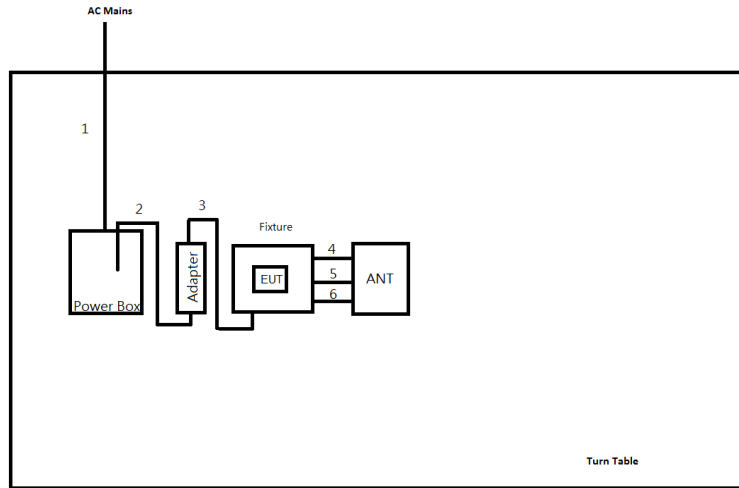 AC Mains
1
2
3
Fixture
4
5
6
EUT
ANT
Adapter
Power Box
Turn Table